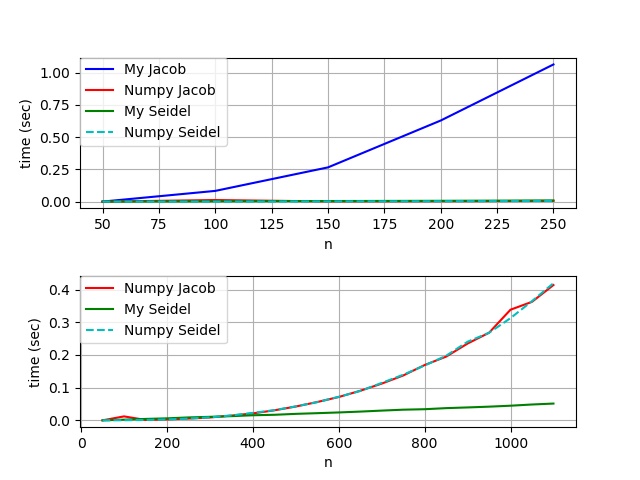 My Jacob
Numpy Jacob
My Seidel
Numpy Seidel
1.00
0.75
0.50
0.25
0.00
time (sec)
50 75 100 125 150 175 200 225 250
n
Numpy Jacob
My Seidel
Numpy Seidel
0.4
0.3
0.2
0.1
0.0
time (sec)
0 200 400 600 800 1000
n